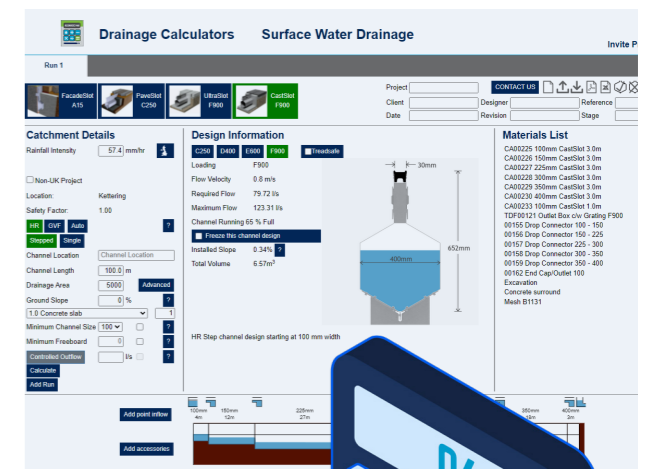 Drainage Calculators Surface Water Drainage
Invite P
Run 1
FacadeSlot A15
PaveSlot C250
UltraSlot F900
CastSlot F900
Project
CONTACT US
Client
Designer
Reference
Date
Revision
Stage
Catchment Details
Rainfall Intensity 57.4 mm/hr
Non-UK Project
Location: Kettering
Safety Factor: 1.00
HR GVF Auto ?
Stepped Single
Channel Location Channel Location
Channel Length 100.0 m
Drainage Area 5000 Advanced
Ground Slope 0 % ?
1.0 Concrete slab 1
Minimum Channel Size 100 ?
Minimum Freeboard 0 ?
Controlled Outflow l/s ?
Calculate
Add Run
Design Information
C250 D400 E600 F900 Treadsafe
Loading F900
Flow Velocity 0.8 m/s
Required Flow 79.72 l/s
Maximum Flow 123.31 l/s
Channel Running 65 % Full
Freeze this channel design
Installed Slope 0.34% ?
Total Volume 6.57m³
30mm
652mm
400mm
HR Step channel design starting at 100 mm width
Materials List
CA00225 100mm CastSlot 3.0m
CA00226 150mm CastSlot 3.0m
CA00227 225mm CastSlot 3.0m
CA00228 300mm CastSlot 3.0m
CA00229 350mm CastSlot 3.0m
CA00230 400mm CastSlot 3.0m
CA00233 100mm CastSlot 1.0m
TDF00121 Outlet Box c/w Grating F900
00155 Drop Connector 100 - 150
00156 Drop Connector 150 - 225
00157 Drop Connector 225 - 300
00158 Drop Connector 300 - 350
00159 Drop Connector 350 - 400
00162 End Cap/Outlet 100
Excavation
Concrete surround
Mesh B1131
Add point inflow
100mm 150mm 225mm 350mm 400mm
4m 12m 27m 18m 3m
Add accessories